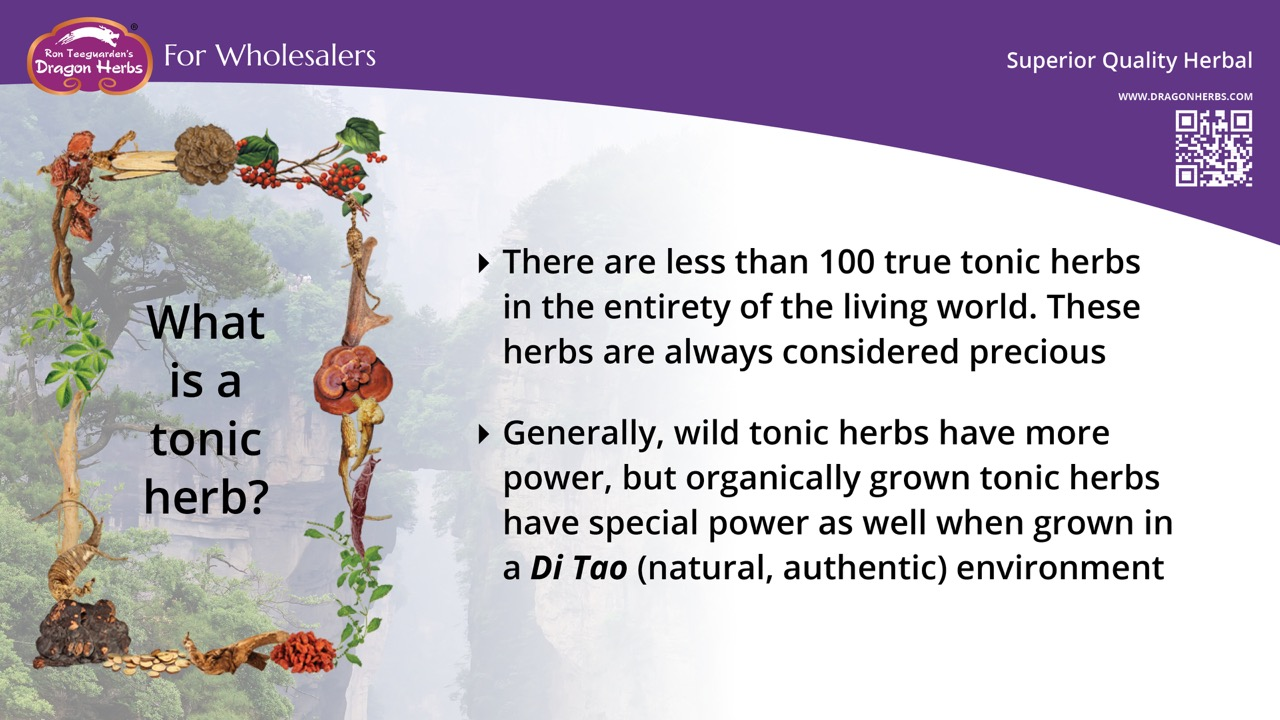 Ron Teeguarden's
Dragon Herbs
®
For Wholesalers
Superior Quality Herbal
WWW.DRAGONHERBS.COM
What
is a
tonic
herb?
There are less than 100 true tonic herbs
in the entirety of the living world. These
herbs are always considered precious
Generally, wild tonic herbs have more
power, but organically grown tonic herbs
have special power as well when grown in
a Di Tao (natural, authentic) environment